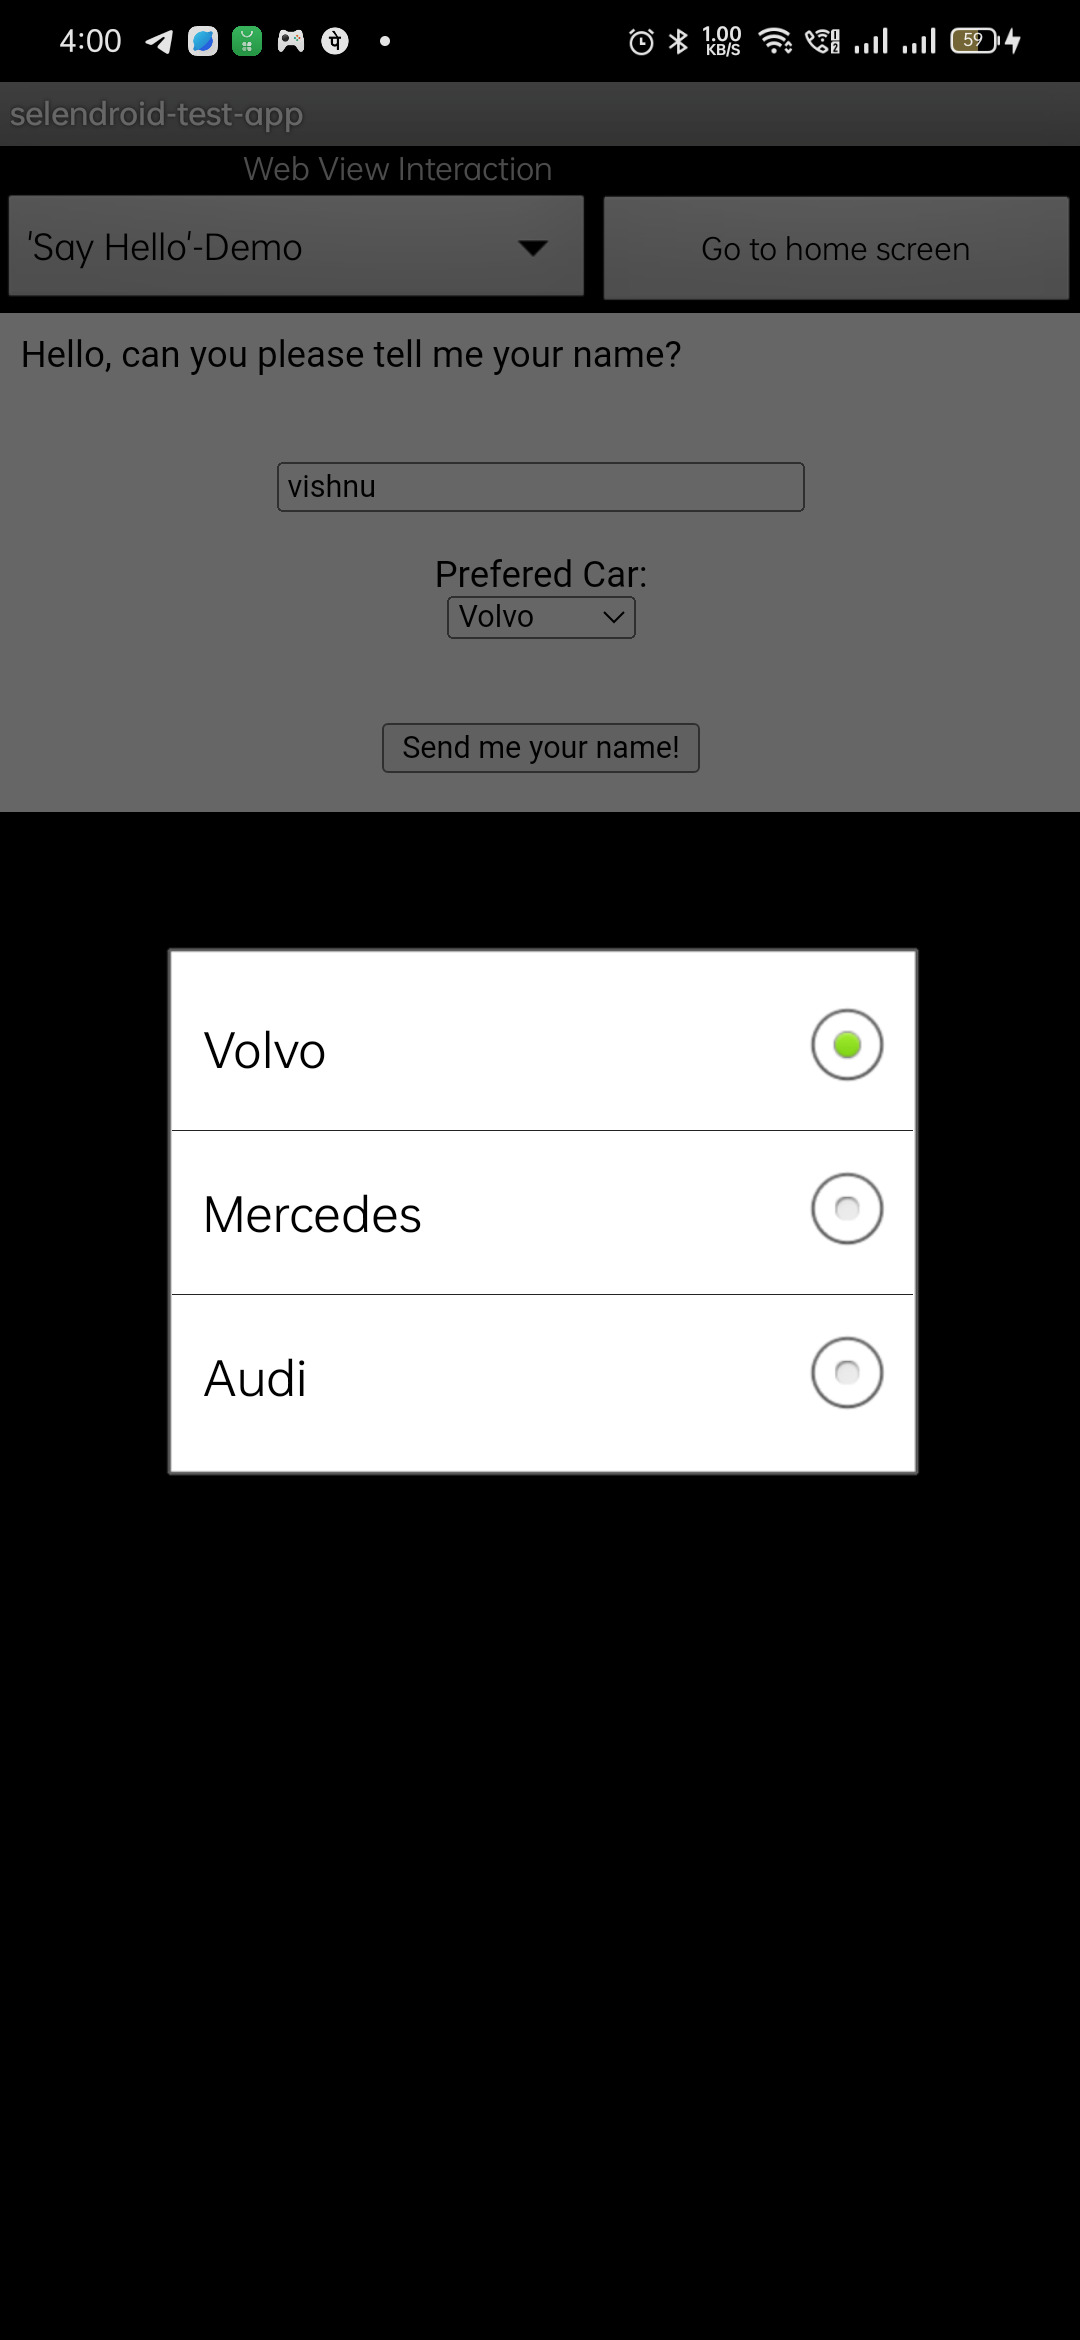 4:00 पे 1.00 KB/S 1 2 59
selendroid-test-app
Web View Interaction
'Say Hello'-Demo
Go to home screen
Hello, can you please tell me your name?
vishnu
Prefered Car:
Volvo
Send me your name!
Volvo
Mercedes
Audi